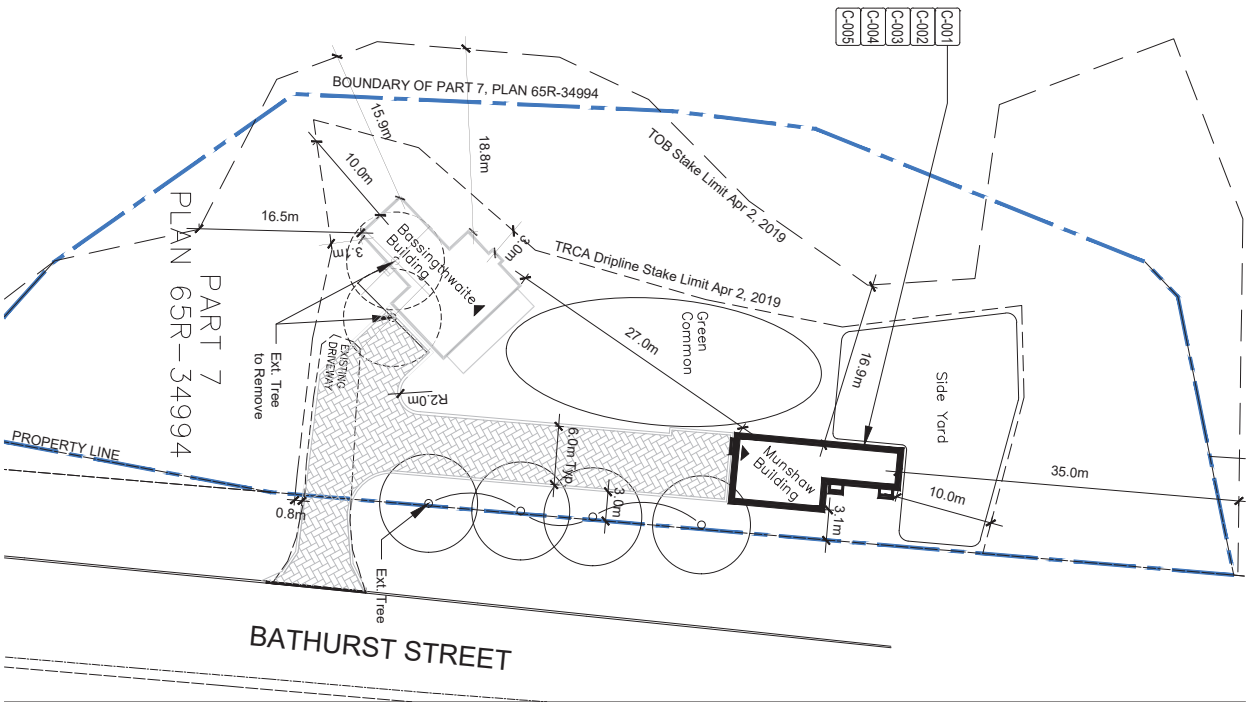 C-001
C-002
C-003
C-004
C-005
BOUNDARY OF PART 7, PLAN 65R-34994
15.9m
18.8m
10.0m
TOB Stake Limit Apr 2, 2019
16.5m
PART 7
PLAN 65R-34994
3.1m
Bassingthwaite
Building
3.0m
TRCA Dripline Stake Limit Apr 2, 2019
Green
Common
27.0m
16.9m
Side Yard
EXISTING
DRIVEWAY
Ext. Tree
to Remove
R2.0m
6.0m Typ
PROPERTY LINE
Munshaw
Building
35.0m
10.0m
0.8m
3.0m
3.1m
Ext. Tree
BATHURST STREET